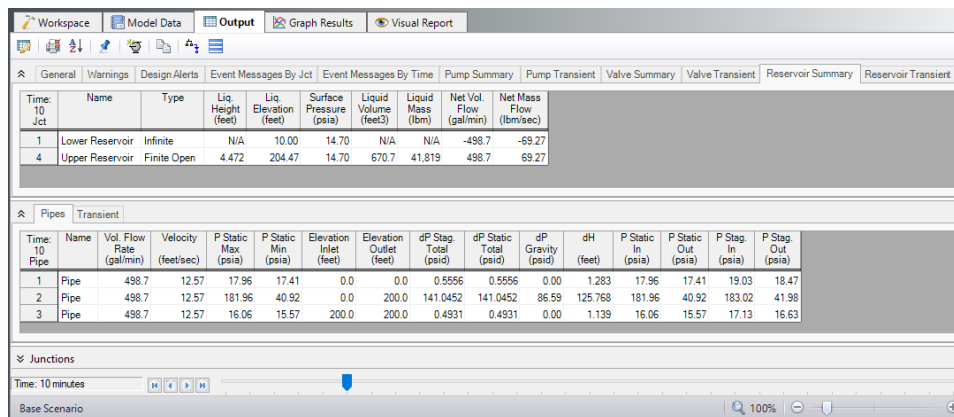 Workspace Model Data Output Graph Results Visual Report
General Warnings Design Alerts Event Messages By Jct Event Messages By Time Pump Summary Pump Transient Valve Summary Valve Transient Reservoir Summary Reservoir Transient
Time: Name Type Liq. Liq. Surface Liquid Liquid Net Vol. Net Mass
10 Height Elevation Pressure Volume Mass Flow Flow
Jct (feet) (feet) (psia) (feet3) (lbm) (gal/min) (lbm/sec)
1 Lower Reservoir Infinite N/A 10.00 14.70 N/A N/A -498.7 -69.27
4 Upper Reservoir Finite Open 4.472 204.47 14.70 670.7 41,819 498.7 69.27
Pipes Transient
Time: Name Vol. Flow Velocity P Static P Static Elevation Elevation dP Stag. dP Static dP dH P Static P Static P Stag. P Stag.
10 Rate Max Min Inlet Outlet Total Total Gravity In Out In Out
Pipe (gal/min) (feet/sec) (psia) (psia) (feet) (feet) (psid) (psid) (psid) (feet) (psia) (psia) (psia) (psia)
1 Pipe 498.7 12.57 17.96 17.41 0.0 0.0 0.5556 0.5556 0.00 1.283 17.96 17.41 19.03 18.47
2 Pipe 498.7 12.57 181.96 40.92 0.0 200.0 141.0452 141.0452 86.59 125.768 181.96 40.92 183.02 41.98
3 Pipe 498.7 12.57 16.06 15.57 200.0 200.0 0.4931 0.4931 0.00 1.139 16.06 15.57 17.13 16.63
Junctions
Time: 10 minutes
Base Scenario 100%